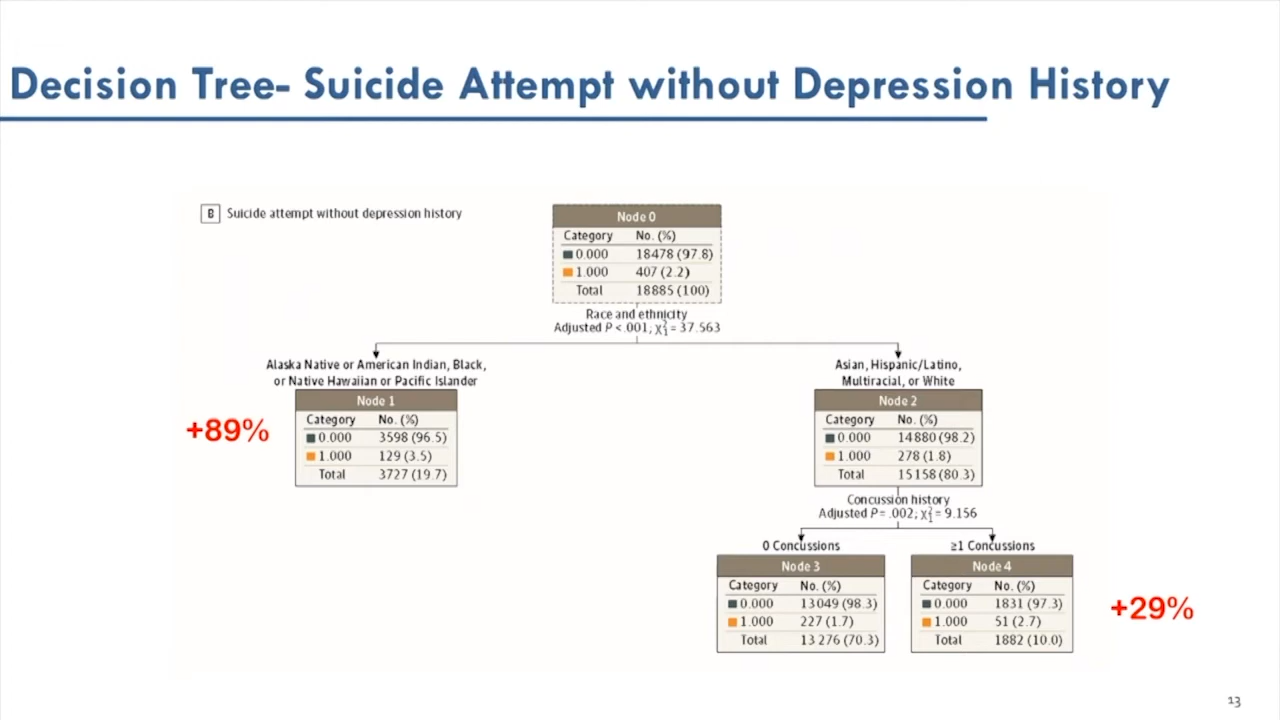 Decision Tree- Suicide Attempt without Depression History
B Suicide attempt without depression history
Node 0
Category No. (%)
0.000 18478 (97.8)
1.000 407 (2.2)
Total 18885 (100)
Race and ethnicity
Adjusted P < .001; χ²₁ = 37.563
Alaska Native or American Indian, Black,
or Native Hawaiian or Pacific Islander
Node 1
Category No. (%)
0.000 3598 (96.5)
1.000 129 (3.5)
Total 3727 (19.7)
+89%
Asian, Hispanic/Latino,
Multiracial, or White
Node 2
Category No. (%)
0.000 14880 (98.2)
1.000 278 (1.8)
Total 15158 (80.3)
Concussion history
Adjusted P = .002; χ²₁ = 9.156
0 Concussions
Node 3
Category No. (%)
0.000 13049 (98.3)
1.000 227 (1.7)
Total 13 276 (70.3)
≥1 Concussions
Node 4
Category No. (%)
0.000 1831 (97.3)
1.000 51 (2.7)
Total 1882 (10.0)
+29%
13